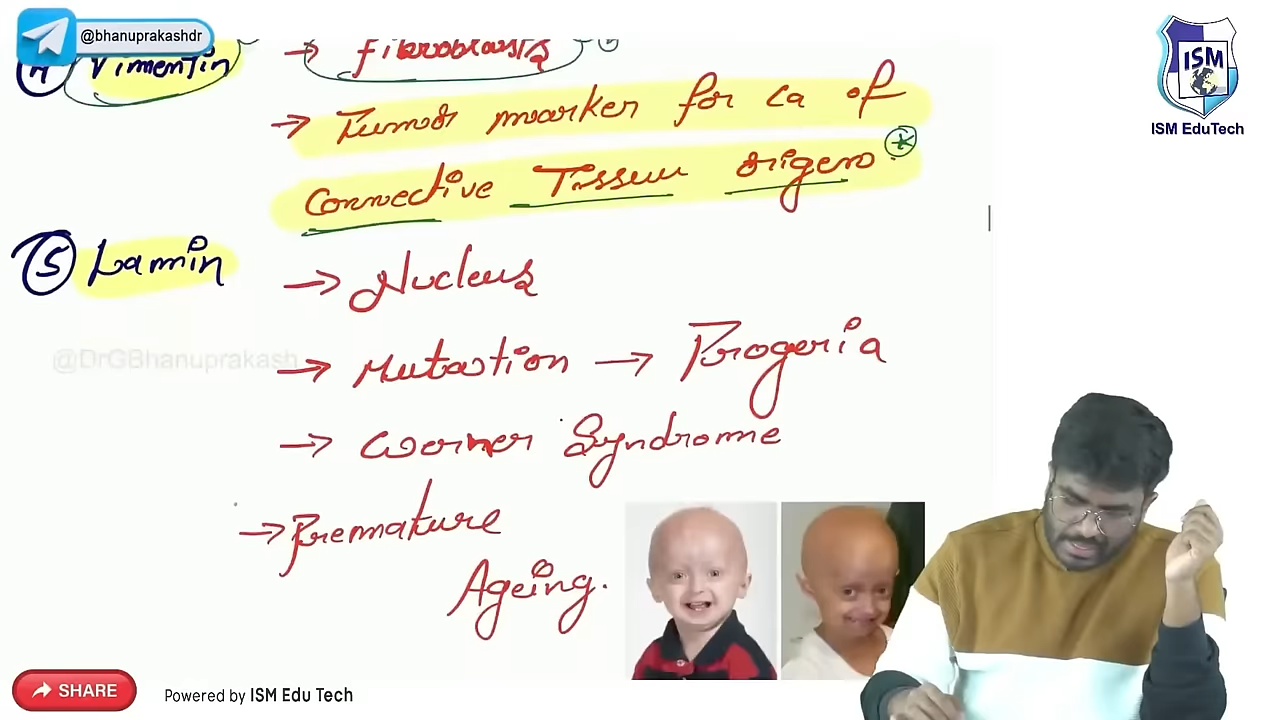 @bhanuprakashdr
4 Vimentin → fibroblasts
→ Tumor marker for ca of
Connective Tissue origin
5 Lamin → Nucleus
@DrGBhanuprakash
→ Mutation → Progeria
→ Werner Syndrome
→ Premature
Ageing.
ISM
ISM EduTech
SHARE
Powered by ISM Edu Tech